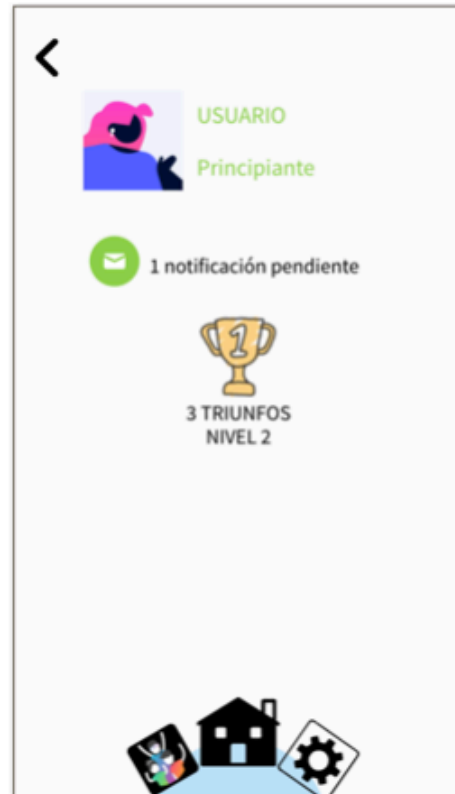 USUARIO
Principiante
1 notificación pendiente
1
3 TRIUNFOS
NIVEL 2